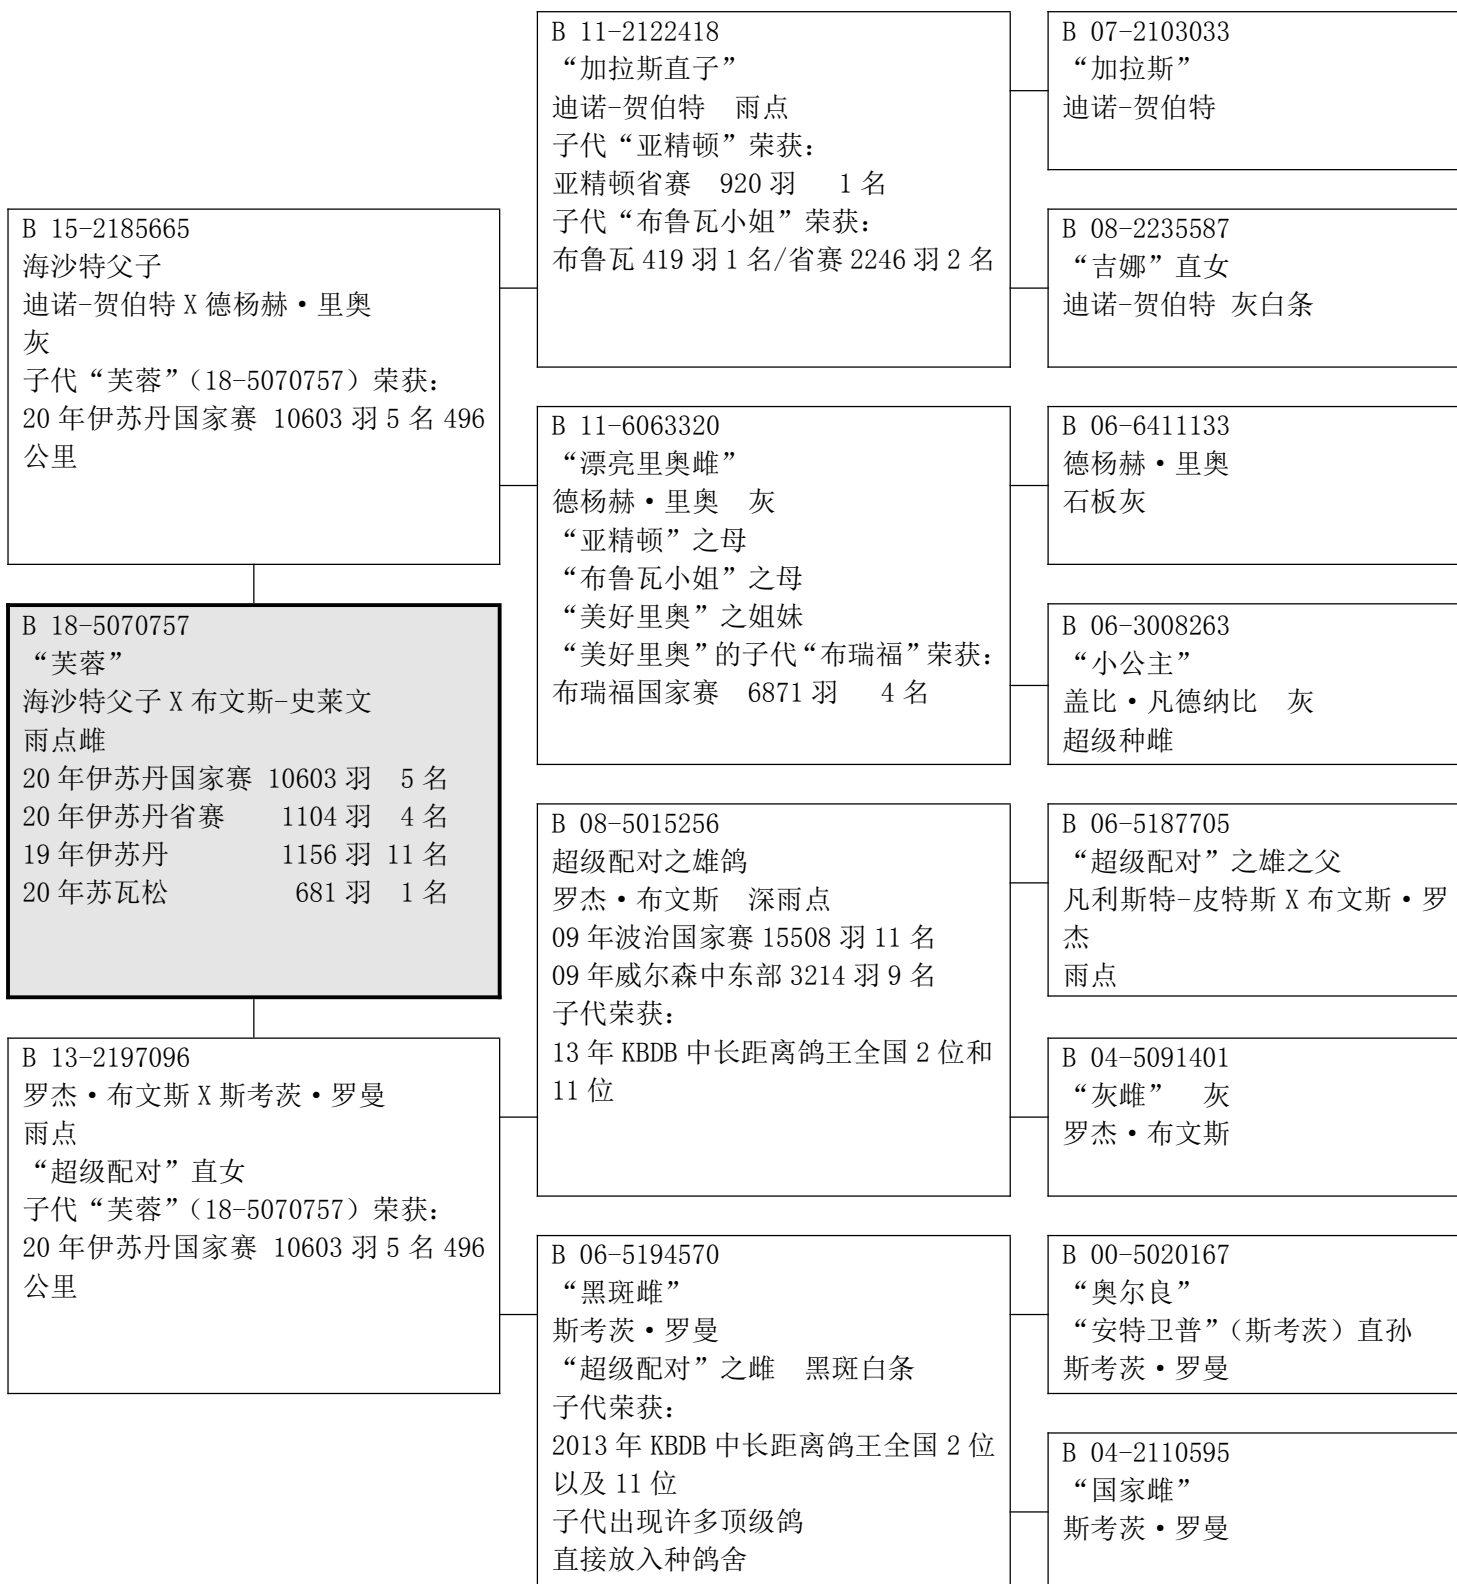 B 15-2185665
海沙特父子
迪诺-贺伯特 X 德杨赫·里奥
灰
子代“芙蓉”（18-5070757）荣获：
20 年伊苏丹国家赛 10603 羽 5 名 496
公里
B 18-5070757
“芙蓉”
海沙特父子 X 布文斯-史莱文
雨点雌
20 年伊苏丹国家赛 10603 羽 5 名
20 年伊苏丹省赛 1104 羽 4 名
19 年伊苏丹 1156 羽 11 名
20 年苏瓦松 681 羽 1 名
B 13-2197096
罗杰·布文斯 X 斯考茨·罗曼
雨点
“超级配对”直女
子代“芙蓉”（18-5070757）荣获：
20 年伊苏丹国家赛 10603 羽 5 名 496
公里
B 11-2122418
“加拉斯直子”
迪诺-贺伯特 雨点
子代“亚精顿”荣获：
亚精顿省赛 920 羽 1 名
子代“布鲁瓦小姐”荣获：
布鲁瓦 419 羽 1 名/省赛 2246 羽 2 名
B 11-6063320
“漂亮里奥雌”
德杨赫·里奥 灰
“亚精顿”之母
“布鲁瓦小姐”之母
“美好里奥”之姐妹
“美好里奥”的子代“布瑞福”荣获：
布瑞福国家赛 6871 羽 4 名
B 08-5015256
超级配对之雄鸽
罗杰·布文斯 深雨点
09 年波治国家赛 15508 羽 11 名
09 年威尔森中东部 3214 羽 9 名
子代荣获：
13 年 KBDB 中长距离鸽王全国 2 位和
11 位
B 06-5194570
“黑斑雌”
斯考茨·罗曼
“超级配对”之雌 黑斑白条
子代荣获：
2013 年 KBDB 中长距离鸽王全国 2 位
以及 11 位
子代出现许多顶级鸽
直接放入种鸽舍
B 07-2103033
“加拉斯”
迪诺-贺伯特
B 08-2235587
“吉娜”直女
迪诺-贺伯特 灰白条
B 06-6411133
德杨赫·里奥
石板灰
B 06-3008263
“小公主”
盖比·凡德纳比 灰
超级种雌
B 06-5187705
“超级配对”之雄之父
凡利斯特-皮特斯 X 布文斯·罗
杰
雨点
B 04-5091401
“灰雌” 灰
罗杰·布文斯
B 00-5020167
“奥尔良”
“安特卫普”（斯考茨）直孙
斯考茨·罗曼
B 04-2110595
“国家雌”
斯考茨·罗曼